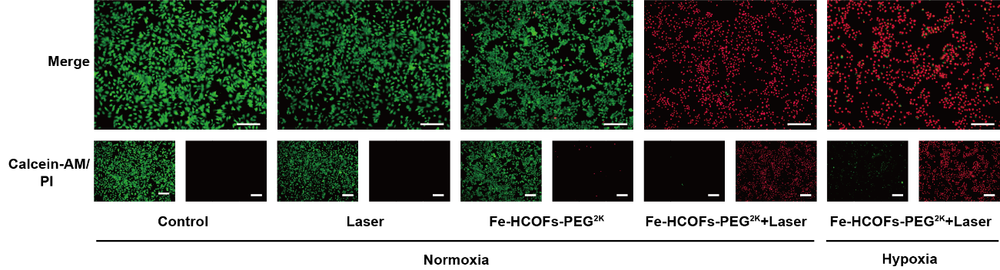 Merge
Calcein-AM/
PI
Control
Laser
Fe-HCOFs-PEG²ᴷ
Fe-HCOFs-PEG²ᴷ+Laser
Fe-HCOFs-PEG²ᴷ+Laser
Normoxia
Hypoxia